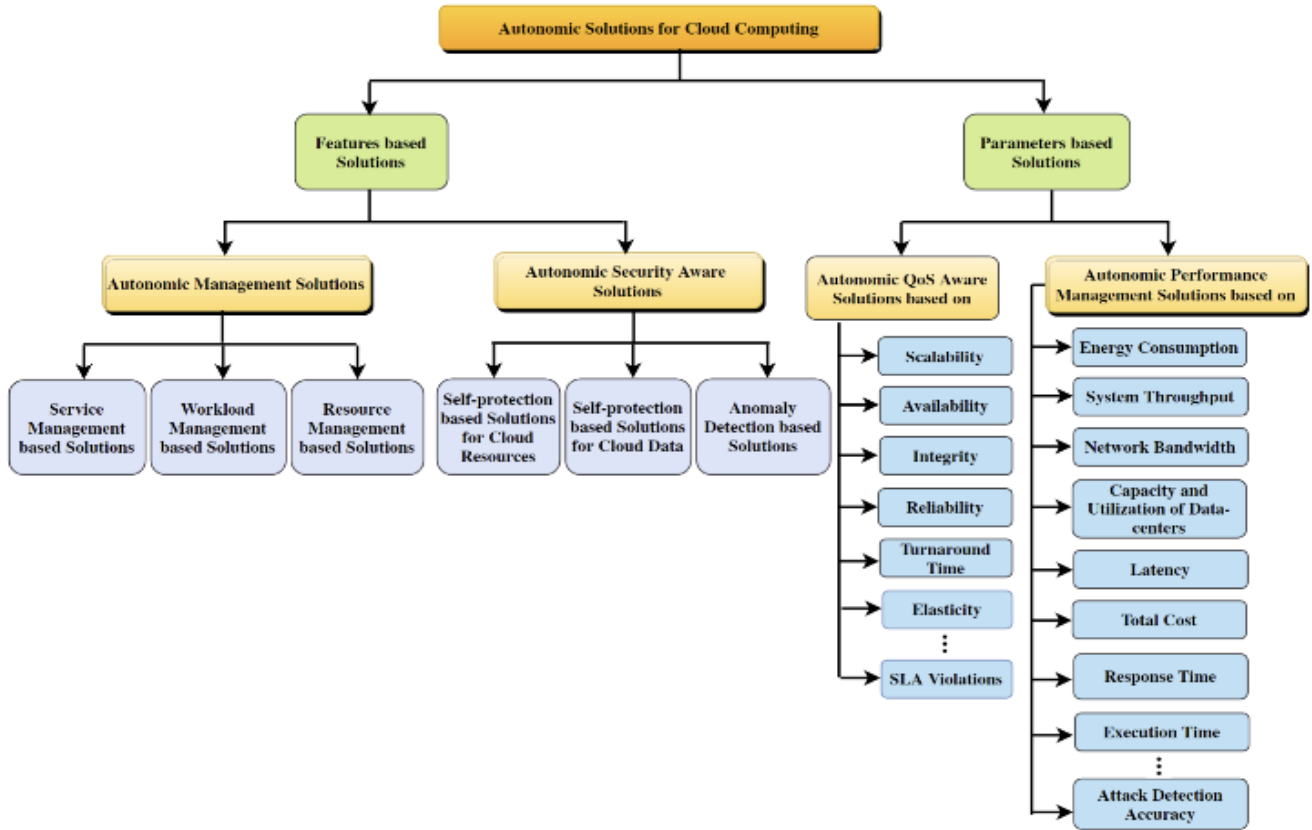 Autonomic Solutions for Cloud Computing
Features based
Solutions
Parameters based
Solutions
Autonomic Management Solutions
Autonomic Security Aware
Solutions
Autonomic QoS Aware
Solutions based on
Autonomic Performance
Management Solutions based on
Service
Management
based Solutions
Workload
Management
based Solutions
Resource
Management
based Solutions
Self-protection
based Solutions
for Cloud
Resources
Self-protection
based Solutions
for Cloud Data
Anomaly
Detection based
Solutions
Scalability
Availability
Integrity
Reliability
Turnaround
Time
Elasticity
SLA Violations
Energy Consumption
System Throughput
Network Bandwidth
Capacity and
Utilization of Data-
centers
Latency
Total Cost
Response Time
Execution Time
Attack Detection
Accuracy